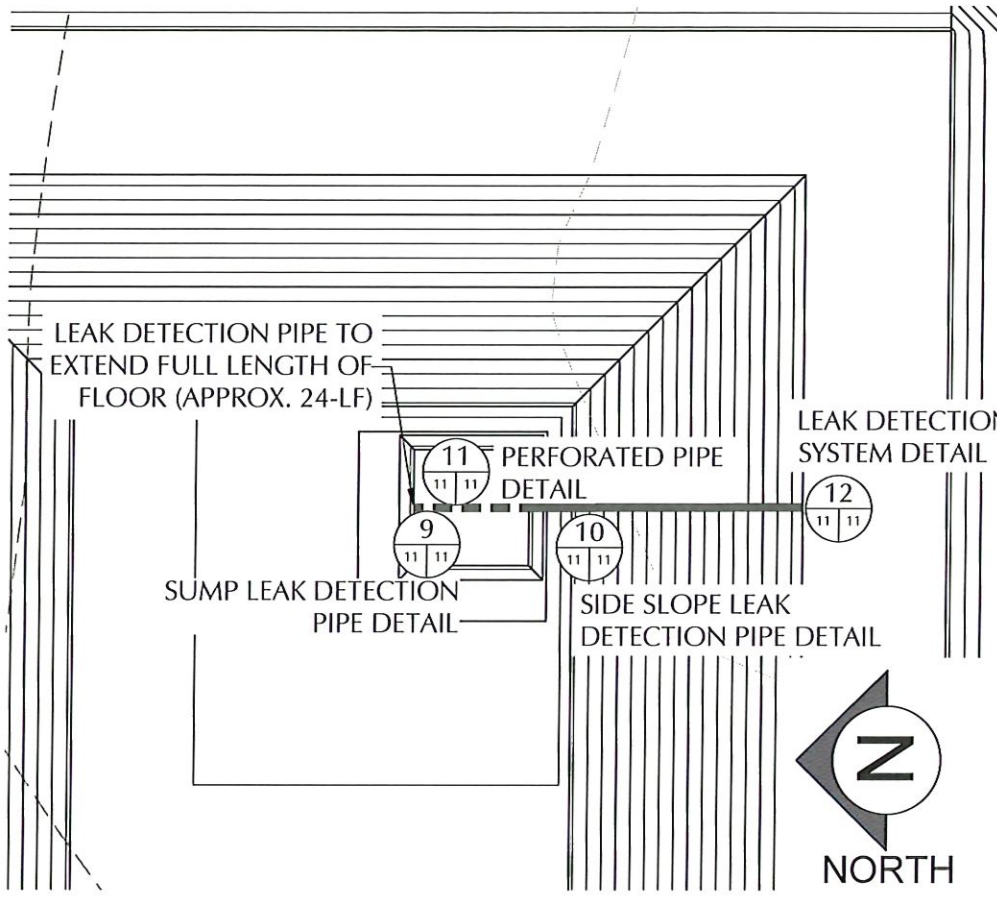 LEAK DETECTION PIPE TO
EXTEND FULL LENGTH OF
FLOOR (APPROX. 24-LF)
11
11 11
PERFORATED PIPE
DETAIL
LEAK DETECTION
SYSTEM DETAIL
12
11 11
9
11 11
SUMP LEAK DETECTION
PIPE DETAIL
10
11 11
SIDE SLOPE LEAK
DETECTION PIPE DETAIL
N
NORTH